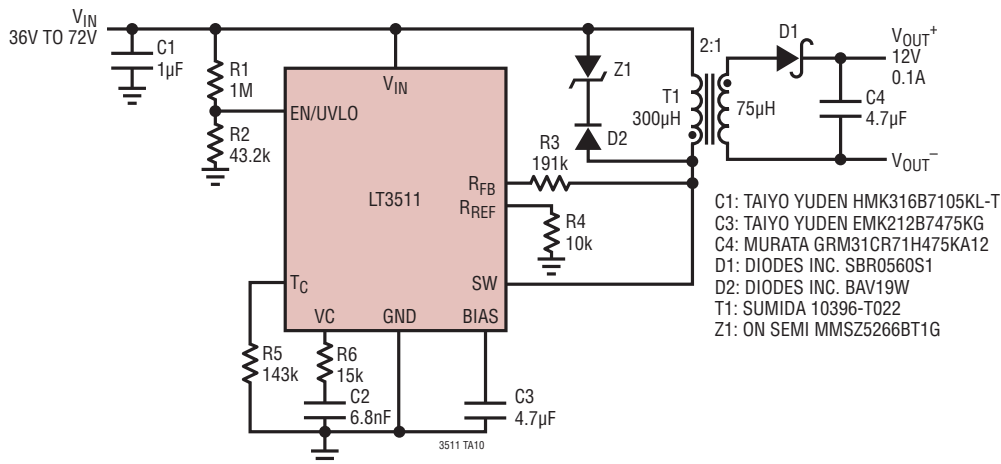 VIN
36V TO 72V
C1
1µF
R1
1M
R2
43.2k
EN/UVLO
VIN
LT3511
RFB
RREF
SW
TC
VC
GND
BIAS
Z1
D2
R3
191k
R4
10k
T1
300µH
2:1
75µH
D1
C4
4.7µF
VOUT+
12V
0.1A
VOUT–
R5
143k
R6
15k
C2
6.8nF
C3
4.7µF
3511 TA10
C1: TAIYO YUDEN HMK316B7105KL-T
C3: TAIYO YUDEN EMK212B7475KG
C4: MURATA GRM31CR71H475KA12
D1: DIODES INC. SBR0560S1
D2: DIODES INC. BAV19W
T1: SUMIDA 10396-T022
Z1: ON SEMI MMSZ5266BT1G